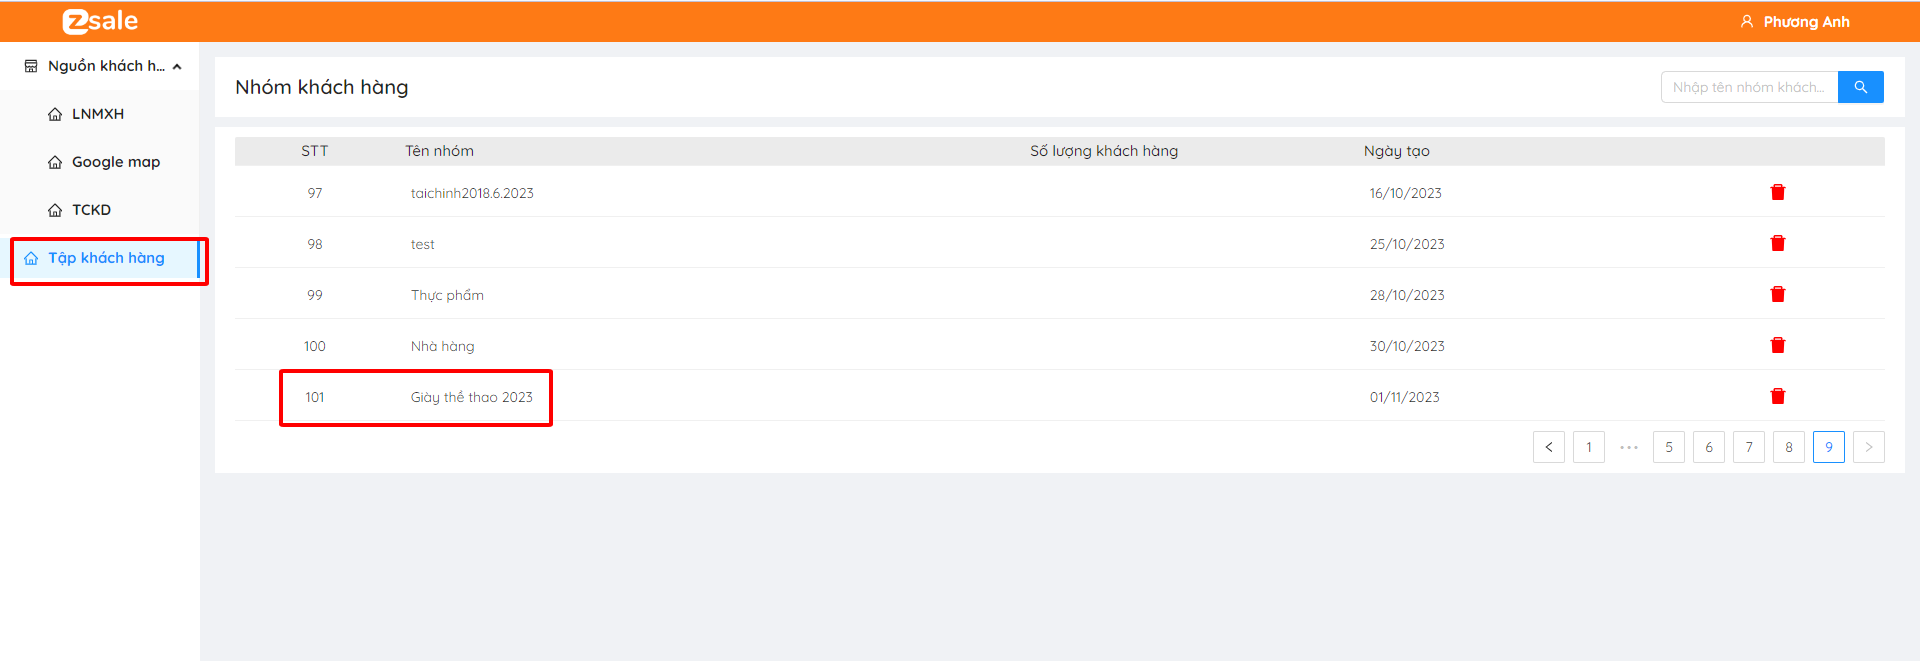 zsale
Phương Anh
Nguồn khách h...
LNMXH
Google map
TCKD
Tập khách hàng
Nhóm khách hàng
Nhập tên nhóm khách...
STT Tên nhóm Số lượng khách hàng Ngày tạo
97 taichinh2018.6.2023 16/10/2023
98 test 25/10/2023
99 Thực phẩm 28/10/2023
100 Nhà hàng 30/10/2023
101 Giày thể thao 2023 01/11/2023
< 1 ••• 5 6 7 8 9 >